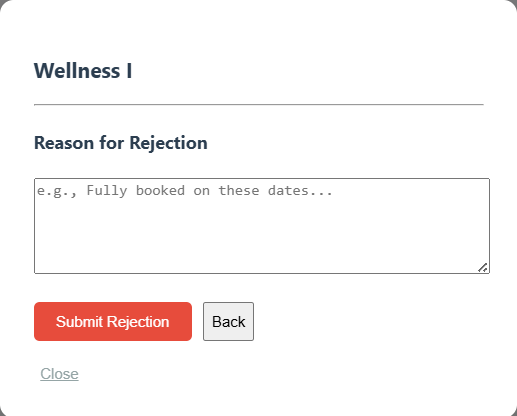 Wellness I
Reason for Rejection
e.g., Fully booked on these dates...
Submit Rejection Back
Close